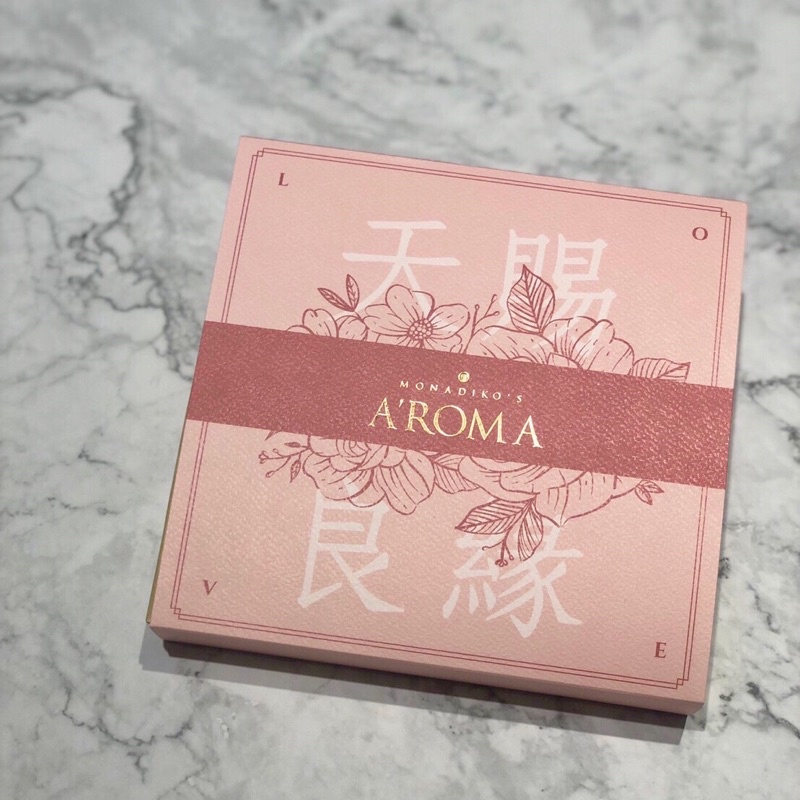 L O
天賜
MONADIKO'S
A'ROMA
良緣
V E